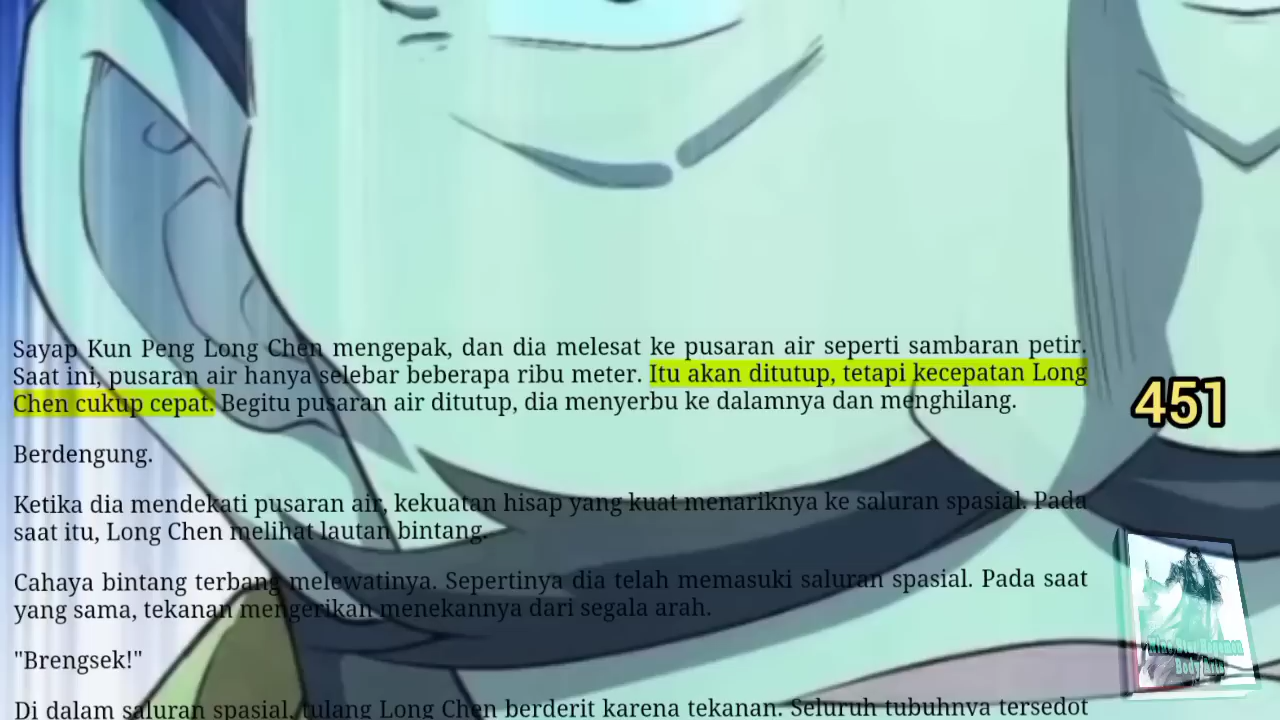 Sayap Kun Peng Long Chen mengepak, dan dia melesat ke pusaran air seperti sambaran petir.
Saat ini, pusaran air hanya selebar beberapa ribu meter. Itu akan ditutup, tetapi kecepatan Long
Chen cukup cepat. Begitu pusaran air ditutup, dia menyerbu ke dalamnya dan menghilang.
451
Berdengung.
Ketika dia mendekati pusaran air, kekuatan hisap yang kuat menariknya ke saluran spasial. Pada
saat itu, Long Chen melihat lautan bintang.
Cahaya bintang terbang melewatinya. Sepertinya dia telah memasuki saluran spasial. Pada saat
yang sama, tekanan mengerikan menekannya dari segala arah.
"Brengsek!"
Nine Star Hegemon
Body Arts
Di dalam saluran spasial, tulang Long Chen berderit karena tekanan. Seluruh tubuhnya tersedot